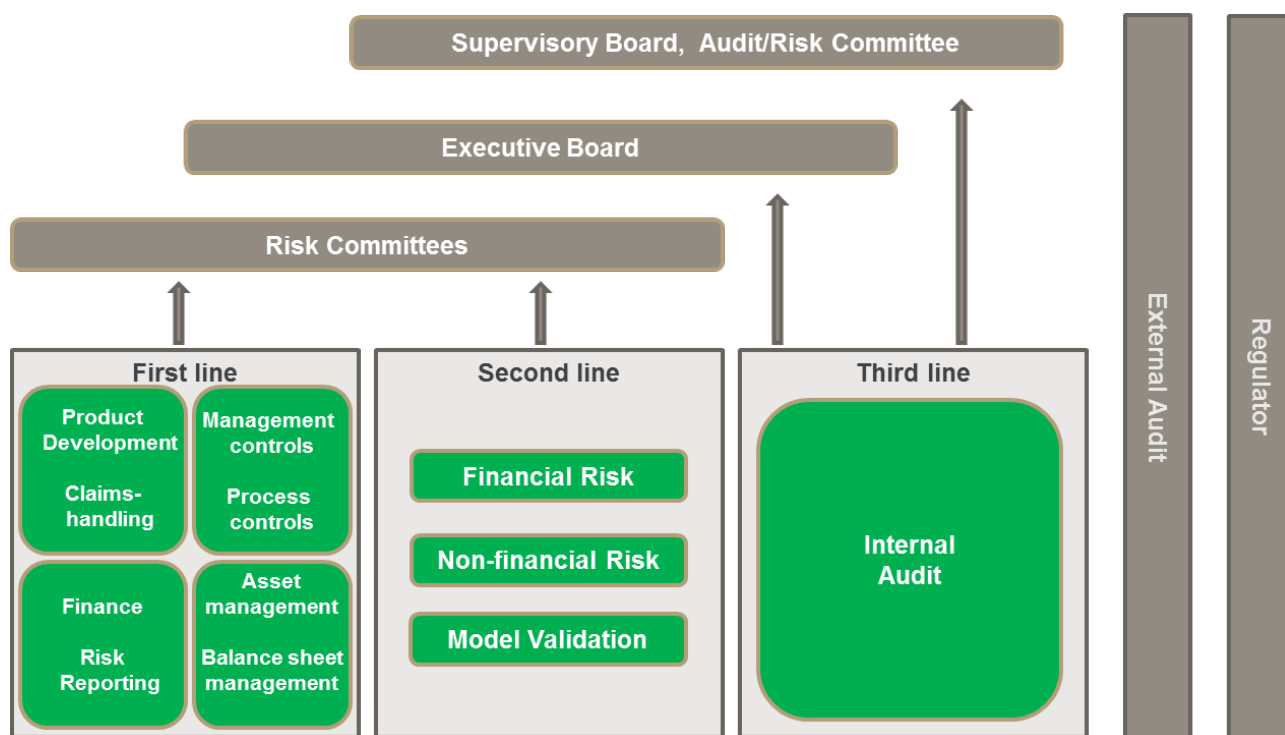 Supervisory Board, Audit/Risk Committee
Executive Board
Risk Committees
First line
Product
Development
Claims-
handling
Management
controls
Process
controls
Finance
Risk
Reporting
Asset
management
Balance sheet
management
Second line
Financial Risk
Non-financial Risk
Model Validation
Third line
Internal
Audit
External Audit
Regulator